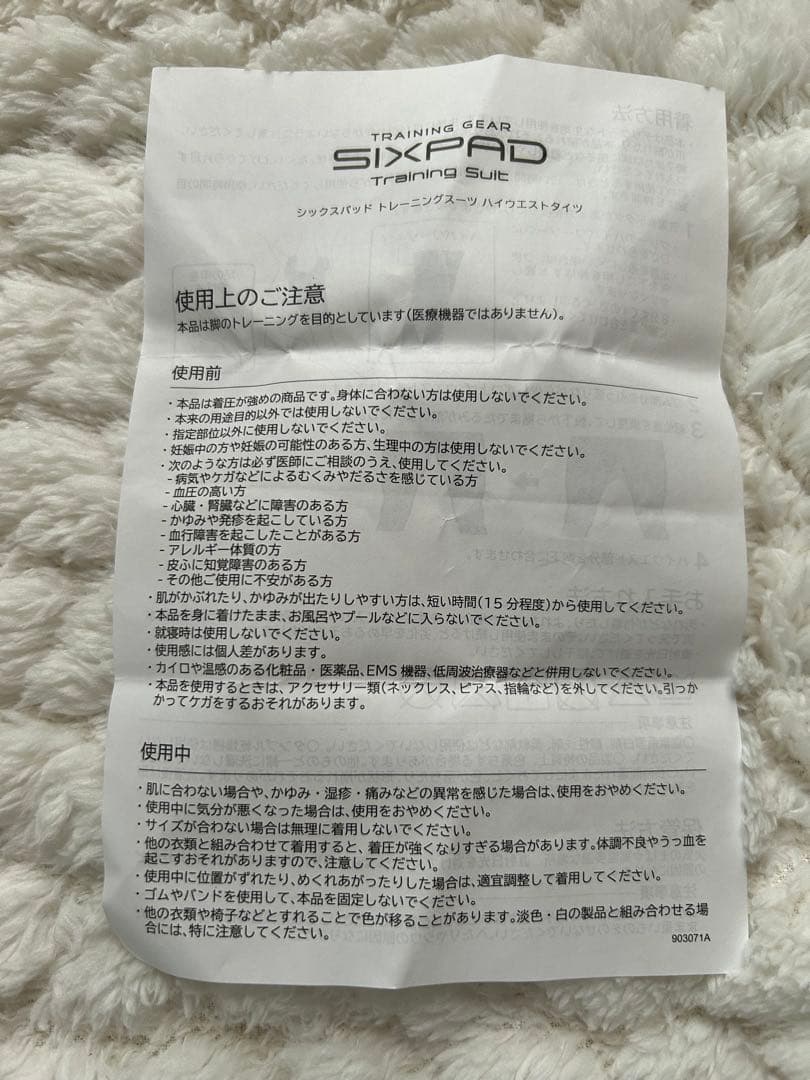 TRAINING GEAR
SIXPAD
Training Suit
シックスパッド トレーニングスーツ ハイウエストタイツ
使用上のご注意
本品は脚のトレーニングを目的としています(医療機器ではありません)。
使用前
・本品は着圧が強めの商品です。身体に合わない方は使用しないでください。
・本来の用途目的以外では使用しないでください。
・指定部位以外に使用しないでください。
・妊娠中の方や妊娠の可能性のある方、生理中の方は使用しないでください。
・次のような方は必ず医師にご相談のうえ、使用してください。
- 病気やケガなどによるむくみやだるさを感じている方
- 血圧の高い方
- 心臓・腎臓などに障害のある方
- かゆみや発疹を起こしている方
- 血行障害を起こしたことがある方
- アレルギー体質の方
- 皮ふに知覚障害のある方
- その他ご使用に不安がある方
・肌がかぶれたり、かゆみが出たりしやすい方は、短い時間(15分程度)から使用してください。
・本品を身に着けたまま、お風呂やプールなどに入らないでください。
・就寝時は使用しないでください。
・使用感には個人差があります。
・カイロや温感のある化粧品・医薬品、EMS機器、低周波治療器などと併用しないでください。
・本品を使用するときは、アクセサリー類(ネックレス、ピアス、指輪など)を外してください。引っか
かってケガをするおそれがあります。
使用中
・肌に合わない場合や、かゆみ・湿疹・痛みなどの異常を感じた場合は、使用をおやめください。
・使用中に気分が悪くなった場合は、使用をおやめください。
・サイズが合わない場合は無理に着用しないでください。
・他の衣類と組み合わせて着用すると、着圧が強くなりすぎる場合があります。体調不良やうっ血を
起こすおそれがありますので、注意してください。
・使用中に位置がずれたり、めくれあがったりした場合は、適宜調整して着用してください。
・ゴムやバンドを使用して、本品を固定しないでください。
・他の衣類や椅子などとすれることで色が移ることがあります。淡色・白の製品と組み合わせる場
合には、特に注意してください。
903071A